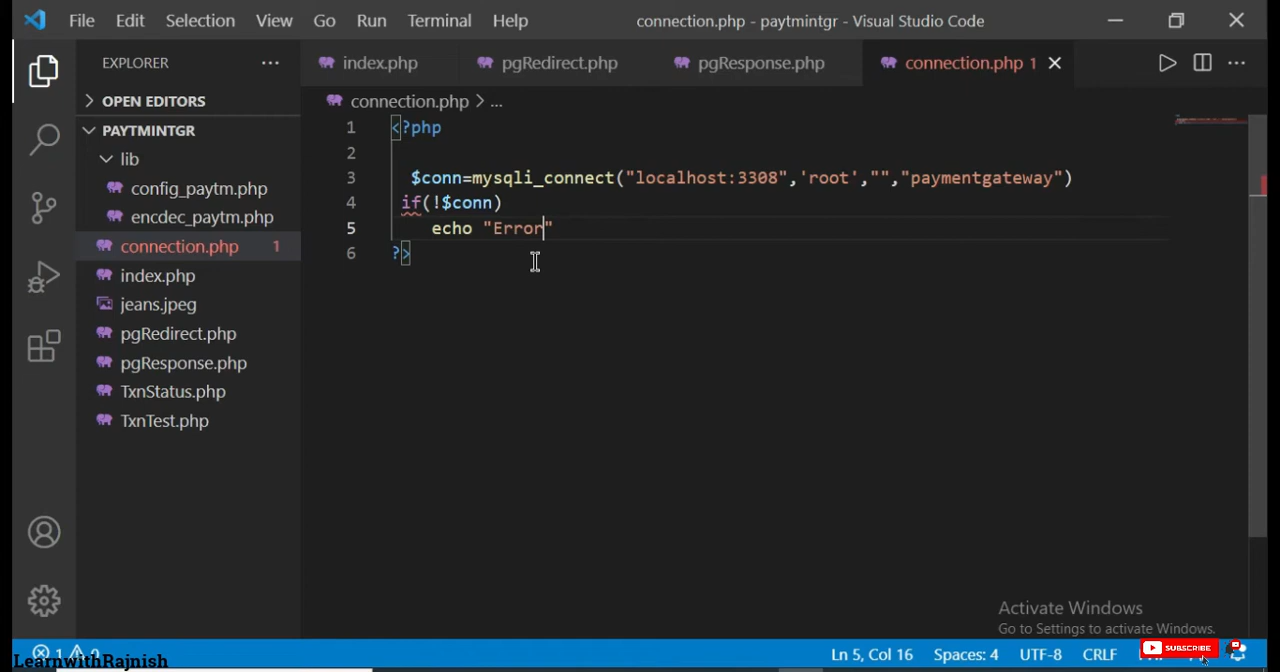 File Edit Selection View Go Run Terminal Help
connection.php - paytmintgr - Visual Studio Code
EXPLORER
index.php
pgRedirect.php
pgResponse.php
connection.php 1
OPEN EDITORS
PAYTMINTGR
lib
config_paytm.php
encdec_paytm.php
connection.php 1
index.php
jeans.jpeg
pgRedirect.php
pgResponse.php
TxnStatus.php
TxnTest.php
connection.php > ...
1 <?php
2
3 $conn=mysqli_connect("localhost:3308",'root',"","paymentgateway")
4 if(!$conn)
5 echo "Error"
6 ?>
Activate Windows
Go to Settings to activate Windows.
Ln 5, Col 16 Spaces: 4 UTF-8 CRLF
SUBSCRIBE
LearnwithRajnish